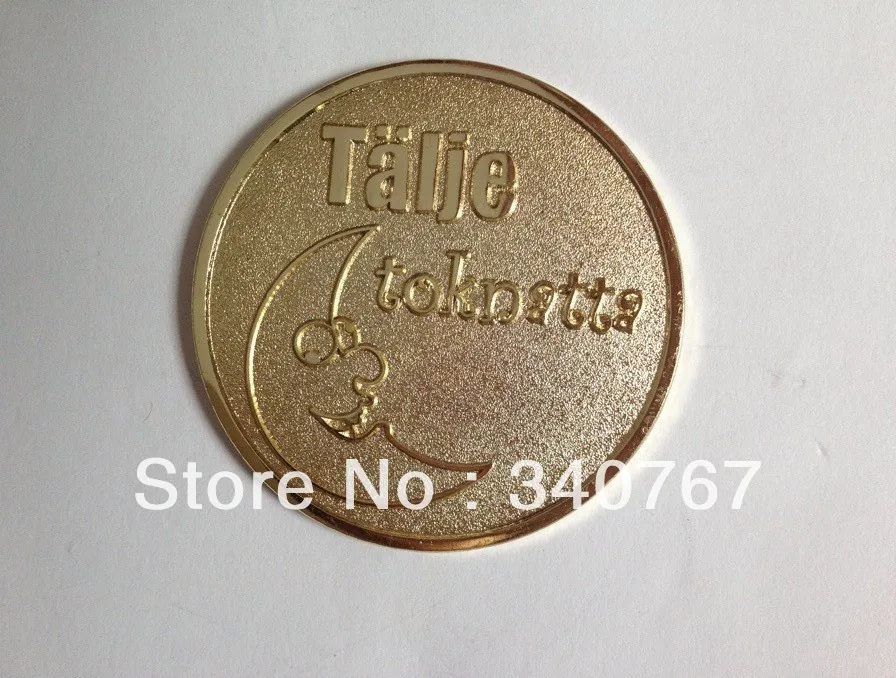 Tälje
toknatta
Store No : 340767